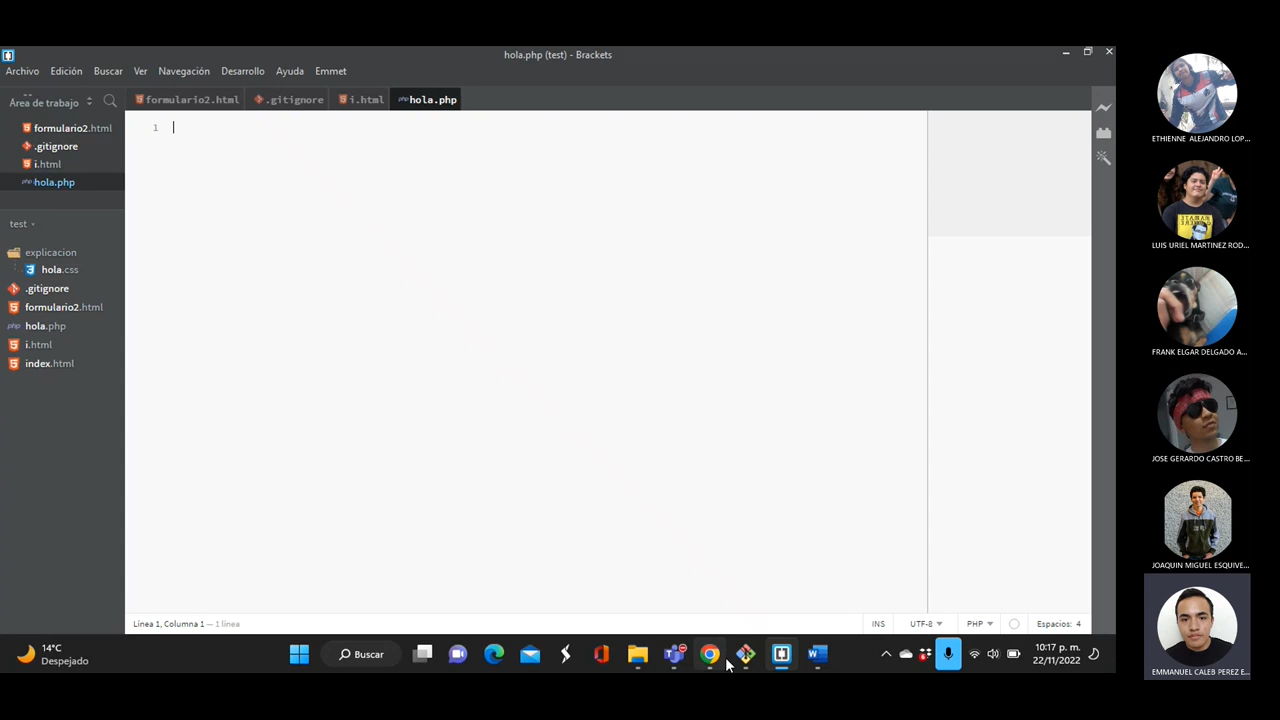 hola.php (test) - Brackets
Archivo Edición Buscar Ver Navegación Desarrollo Ayuda Emmet
Área de trabajo
formulario2.html .gitignore i.html php hola.php
formulario2.html
.gitignore
i.html
php hola.php
test
explicacion
hola.css
.gitignore
formulario2.html
php hola.php
i.html
index.html
1
Línea 1, Columna 1 — 1 línea
INS UTF-8 PHP Espacios: 4
14°C
Despejado
Buscar
10:17 p. m.
22/11/2022
ETHIENNE ALEJANDRO LOP...
LUIS URIEL MARTINEZ ROD...
FRANK ELGAR DELGADO A...
JOSE GERARDO CASTRO BE...
JOAQUIN MIGUEL ESQUIVE...
EMMANUEL CALEB PEREZ E...